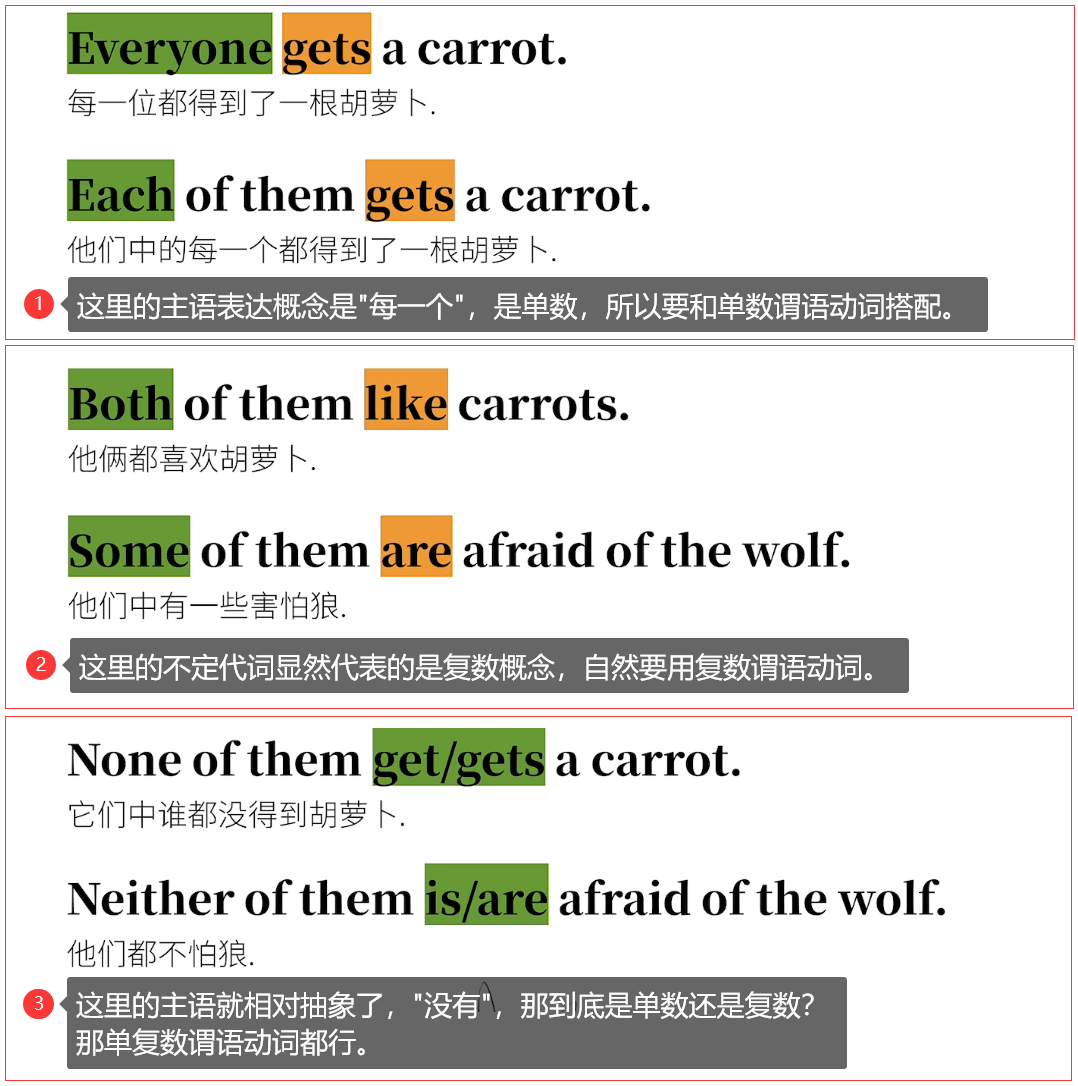 Everyone gets a carrot.
每一位都得到了一根胡萝卜.
Each of them gets a carrot.
他们中的每一个都得到了一根胡萝卜.
1 这里的主语表达概念是"每一个"，是单数，所以要和单数谓语动词搭配。
Both of them like carrots.
他俩都喜欢胡萝卜.
Some of them are afraid of the wolf.
他们中有一些害怕狼.
2 这里的不定代词显然代表的是复数概念，自然要用复数谓语动词。
None of them get/gets a carrot.
它们中谁都没得到胡萝卜.
Neither of them is/are afraid of the wolf.
他们都不怕狼.
3 这里的主语就相对抽象了，"没有"，那到底是单数还是复数？
那单复数谓语动词都行。